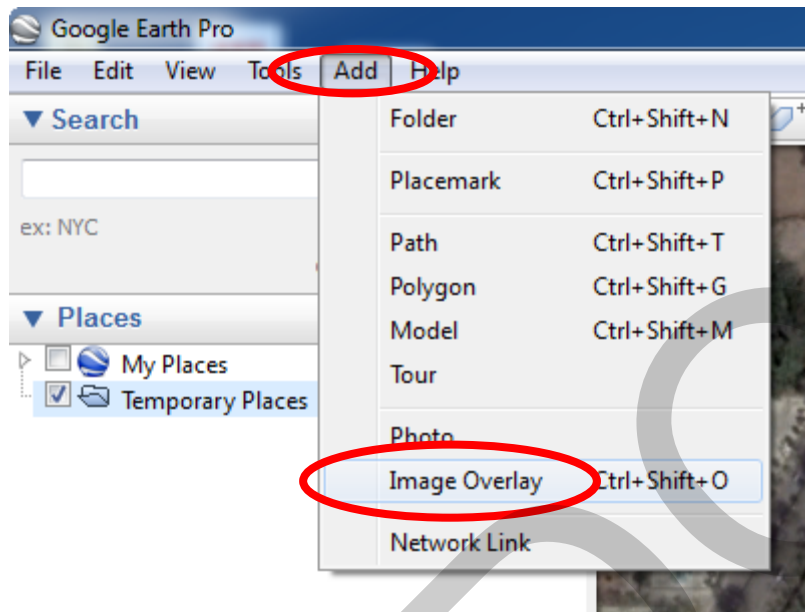 Google Earth Pro
File Edit View Tools Add Help
Search
ex: NYC
Places
My Places
Temporary Places
Folder Ctrl+Shift+N
Placemark Ctrl+Shift+P
Path Ctrl+Shift+T
Polygon Ctrl+Shift+G
Model Ctrl+Shift+M
Tour
Photo
Image Overlay Ctrl+Shift+O
Network Link